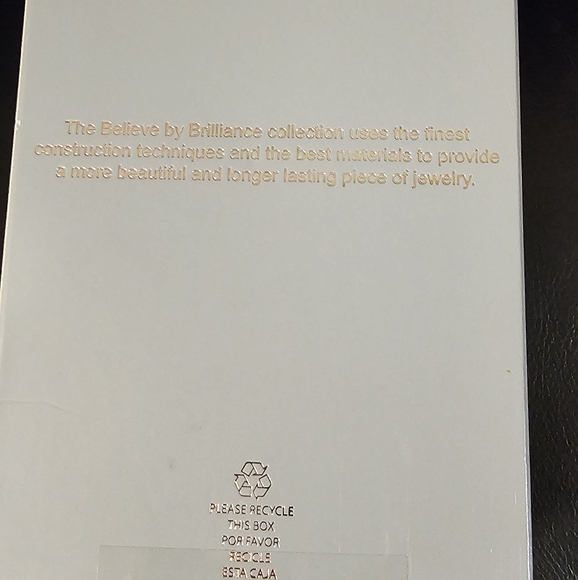 The Believe by Brilliance collection uses the finest
construction techniques and the best materials to provide
a more beautiful and longer lasting piece of jewelry.
PLEASE RECYCLE
THIS BOX
POR FAVOR
RECICLE
ESTA CAJA